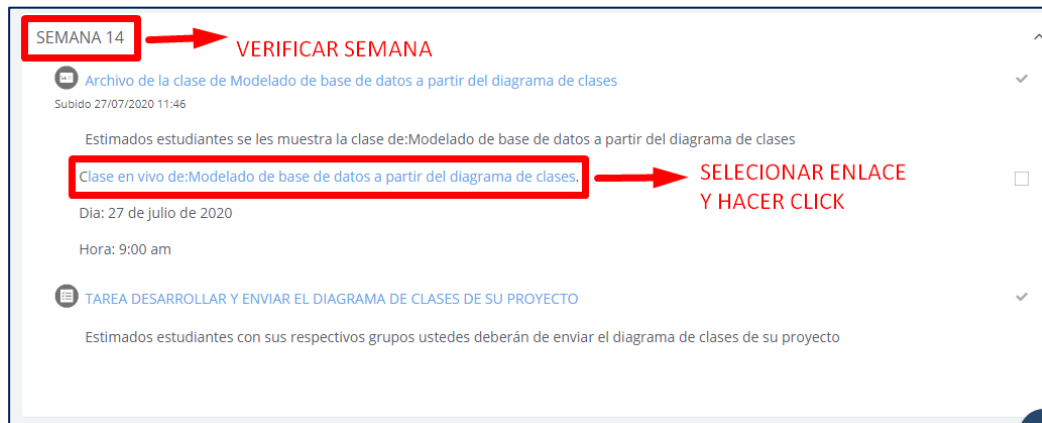 SEMANA 14
VERIFICAR SEMANA
Archivo de la clase de Modelado de base de datos a partir del diagrama de clases
Subido 27/07/2020 11:46
Estimados estudiantes se les muestra la clase de:Modelado de base de datos a partir del diagrama de clases
Clase en vivo de:Modelado de base de datos a partir del diagrama de clases.
SELECIONAR ENLACE
Y HACER CLICK
Dia: 27 de julio de 2020
Hora: 9:00 am
TAREA DESARROLLAR Y ENVIAR EL DIAGRAMA DE CLASES DE SU PROYECTO
Estimados estudiantes con sus respectivos grupos ustedes deberán de enviar el diagrama de clases de su proyecto